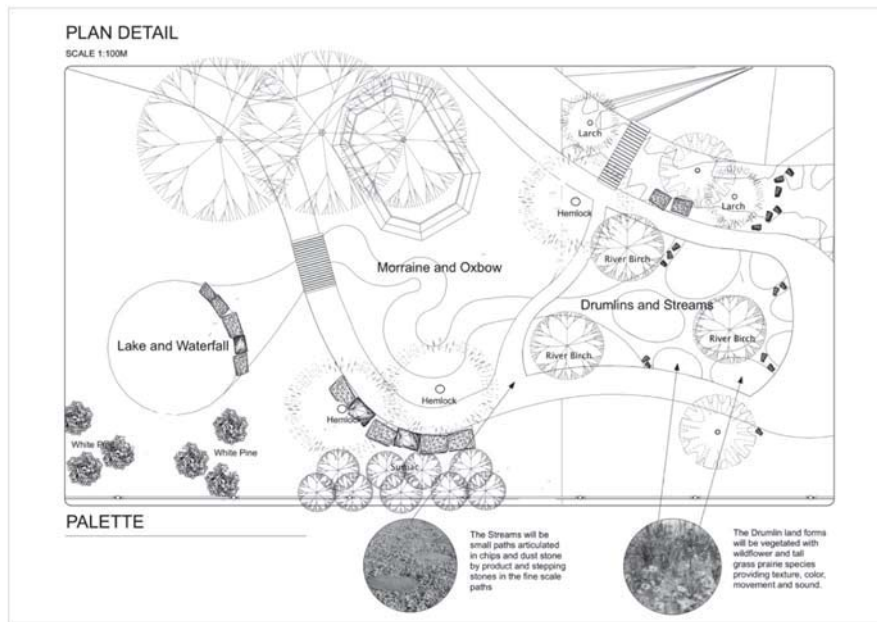 PLAN DETAIL
SCALE 1:100M
Larch
Larch
Hemlock
River Birch
Morraine and Oxbow
Drumlins and Streams
Lake and Waterfall
River Birch
River Birch
Hemlock
Hemlock
White Pine
White Pine
Sumac
PALETTE
The Streams will be
small paths articulated
in chips and dust stone
by product and stepping
stones in the fine scale
paths
The Drumlin land forms
will be vegetated with
wildflower and tall
grass prairie species
providing texture, color,
movement and sound.